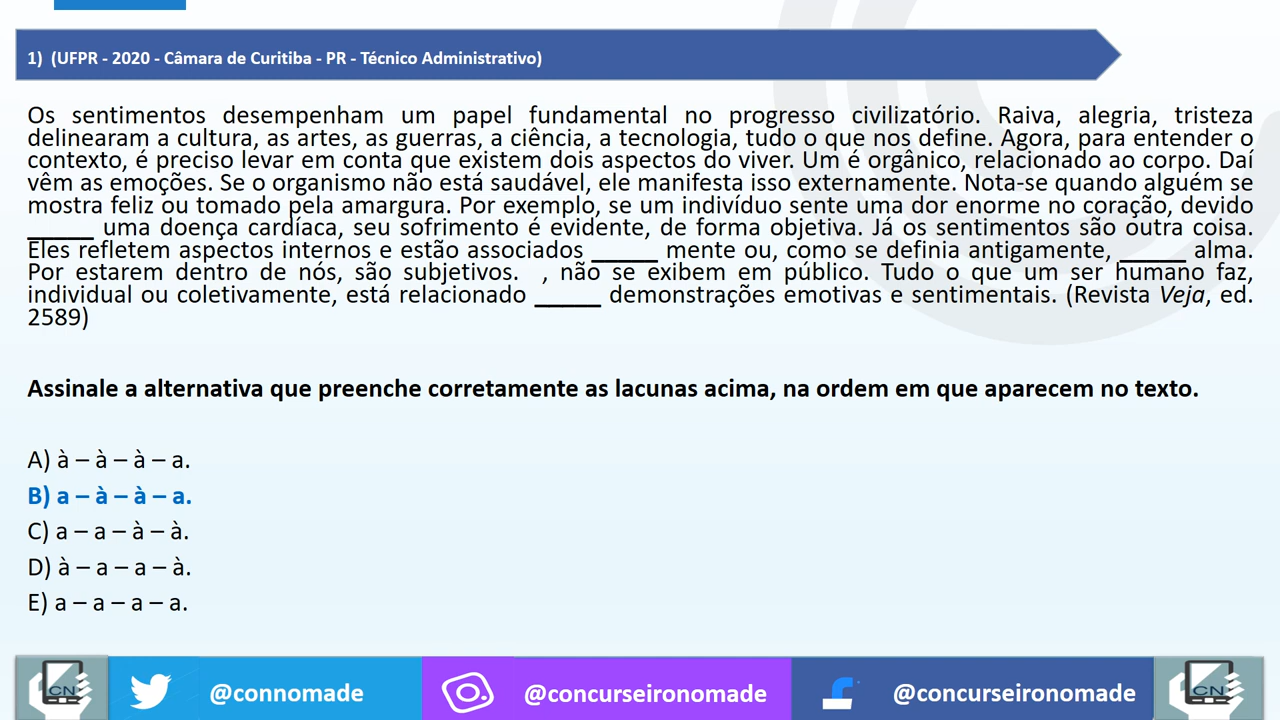 1) (UFPR - 2020 - Câmara de Curitiba - PR - Técnico Administrativo)
Os sentimentos desempenham um papel fundamental no progresso civilizatório. Raiva, alegria, tristeza
delinearam a cultura, as artes, as guerras, a ciência, a tecnologia, tudo o que nos define. Agora, para entender o
contexto, é preciso levar em conta que existem dois aspectos do viver. Um é orgânico, relacionado ao corpo. Daí
vêm as emoções. Se o organismo não está saudável, ele manifesta isso externamente. Nota-se quando alguém se
mostra feliz ou tomado pela amargura. Por exemplo, se um indivíduo sente uma dor enorme no coração, devido
_____ uma doença cardíaca, seu sofrimento é evidente, de forma objetiva. Já os sentimentos são outra coisa.
Eles refletem aspectos internos e estão associados _____ mente ou, como se definia antigamente, _____ alma.
Por estarem dentro de nós, são subjetivos. , não se exibem em público. Tudo o que um ser humano faz,
individual ou coletivamente, está relacionado _____ demonstrações emotivas e sentimentais. (Revista Veja, ed.
2589)
Assinale a alternativa que preenche corretamente as lacunas acima, na ordem em que aparecem no texto.
A) à – à – à – a.
B) a – à – à – a.
C) a – a – à – à.
D) à – a – a – à.
E) a – a – a – a.
CN @connomade @concurseironomade @concurseironomade CN